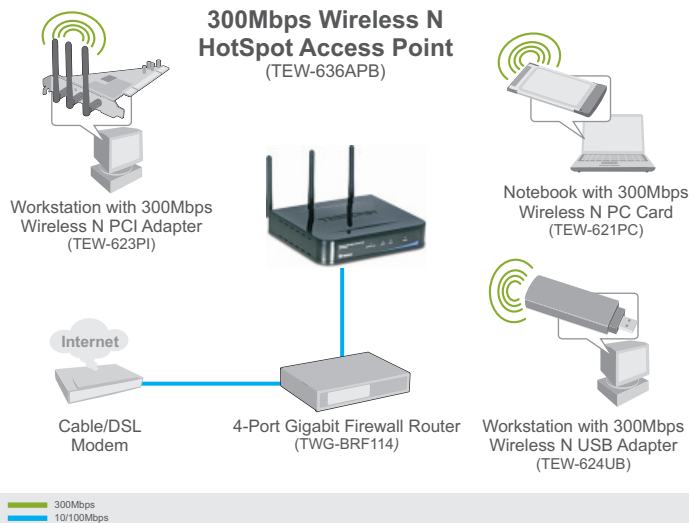 300Mbps Wireless N
HotSpot Access Point
(TEW-636APB)
Workstation with 300Mbps
Wireless N PCI Adapter
(TEW-623PI)
Notebook with 300Mbps
Wireless N PC Card
(TEW-621PC)
TRENDNET
Internet
Cable/DSL
Modem
4-Port Gigabit Firewall Router
(TWG-BRF114)
Workstation with 300Mbps
Wireless N USB Adapter
(TEW-624UB)
300Mbps
10/100Mbps